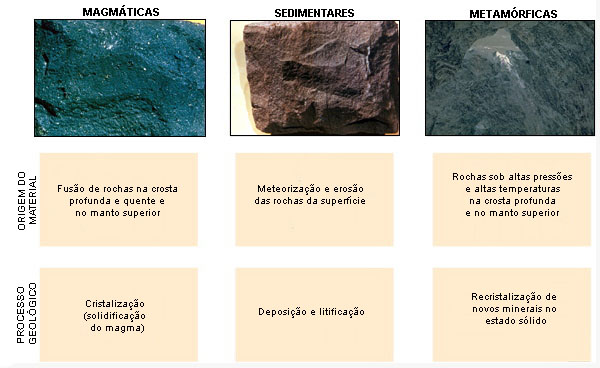 MAGMÁTICAS
SEDIMENTARES
METAMÓRFICAS
ORIGEM DO
MATERIAL
Fusão de rochas na crosta
profunda e quente e
no manto superior
Meteorização e erosão
das rochas da superfície
Rochas sob altas pressões
e altas temperaturas
na crosta profunda
e no manto superior
PROCESSO
GEOLÓGICO
Cristalização
(solidificação
do magma)
Deposição e litificação
Recristalização de
novos minerais no
estado sólido